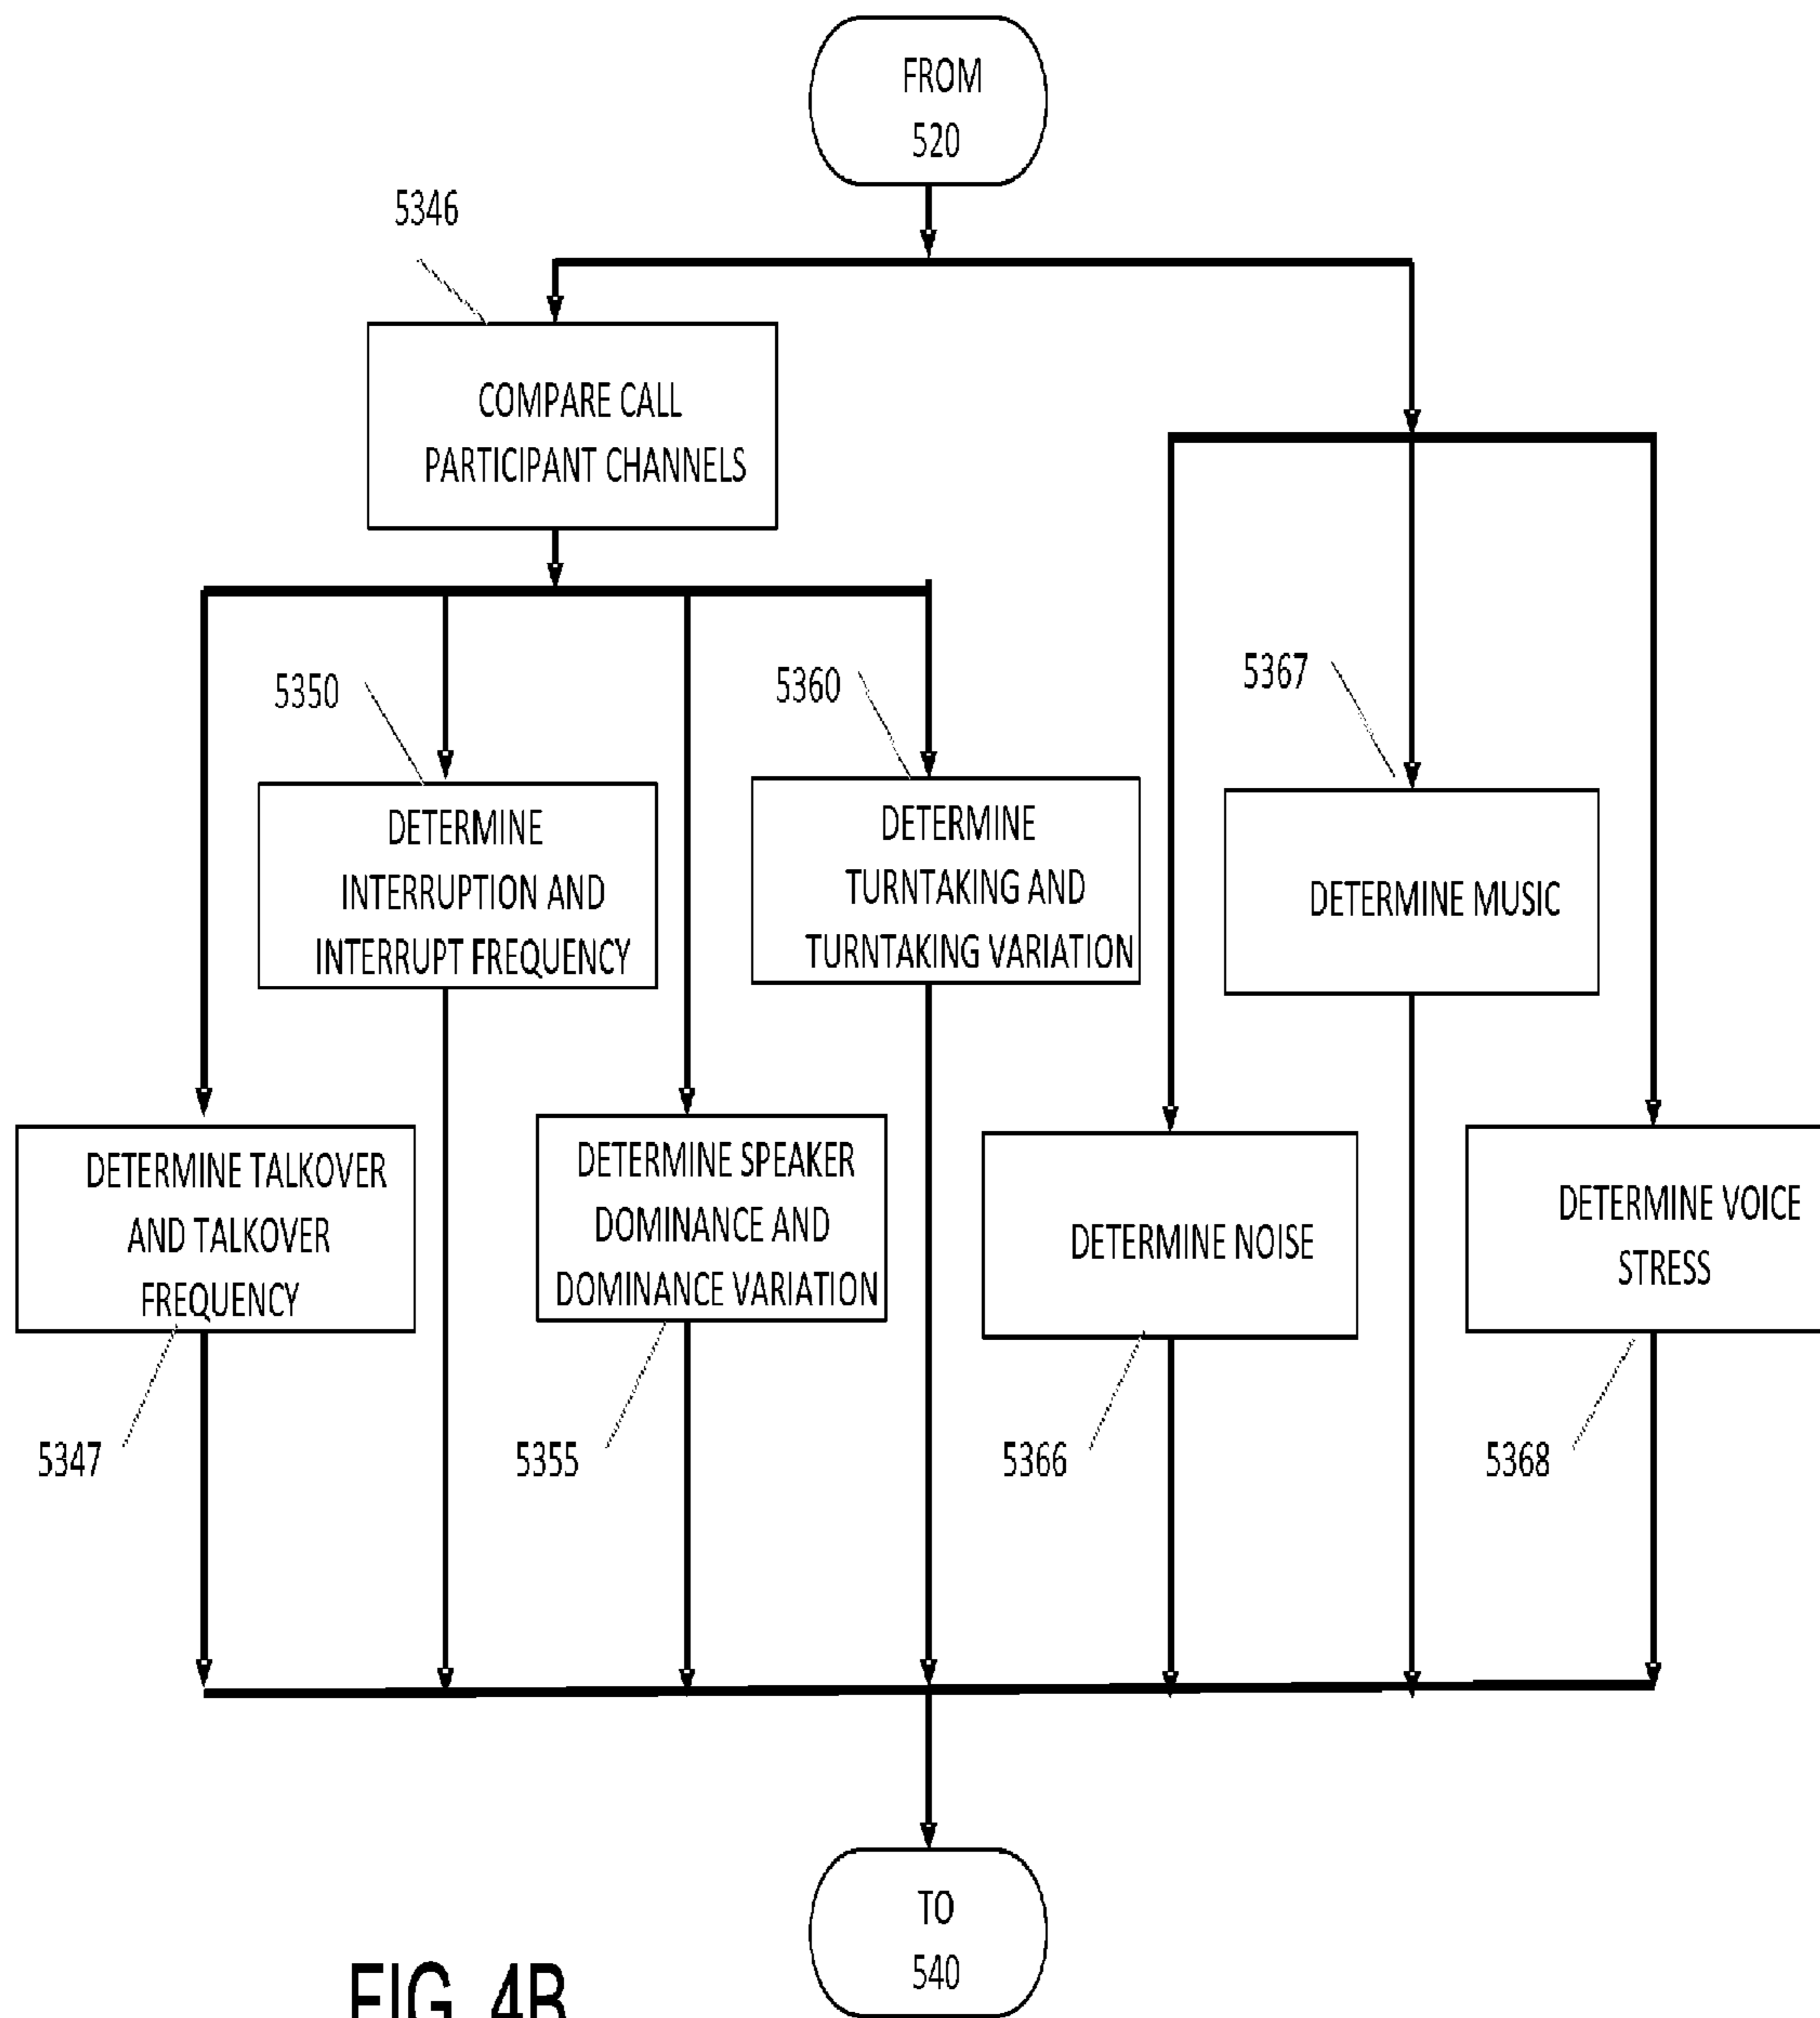 FROM
520
5346
COMPARE CALL
PARTICIPANT CHANNELS
5350
5360
5367
DETERMINE
INTERRUPTION AND
INTERRUPT FREQUENCY
DETERMINE
TURNTAKING AND
TURNTAKING VARIATION
DETERMINE MUSIC
DETERMINE TALKOVER
AND TALKOVER
FREQUENCY
DETERMINE SPEAKER
DOMINANCE AND
DOMINANCE VARIATION
DETERMINE NOISE
DETERMINE VOICE
STRESS
5347
5355
5366
5368
TO
540
FIG. 4B